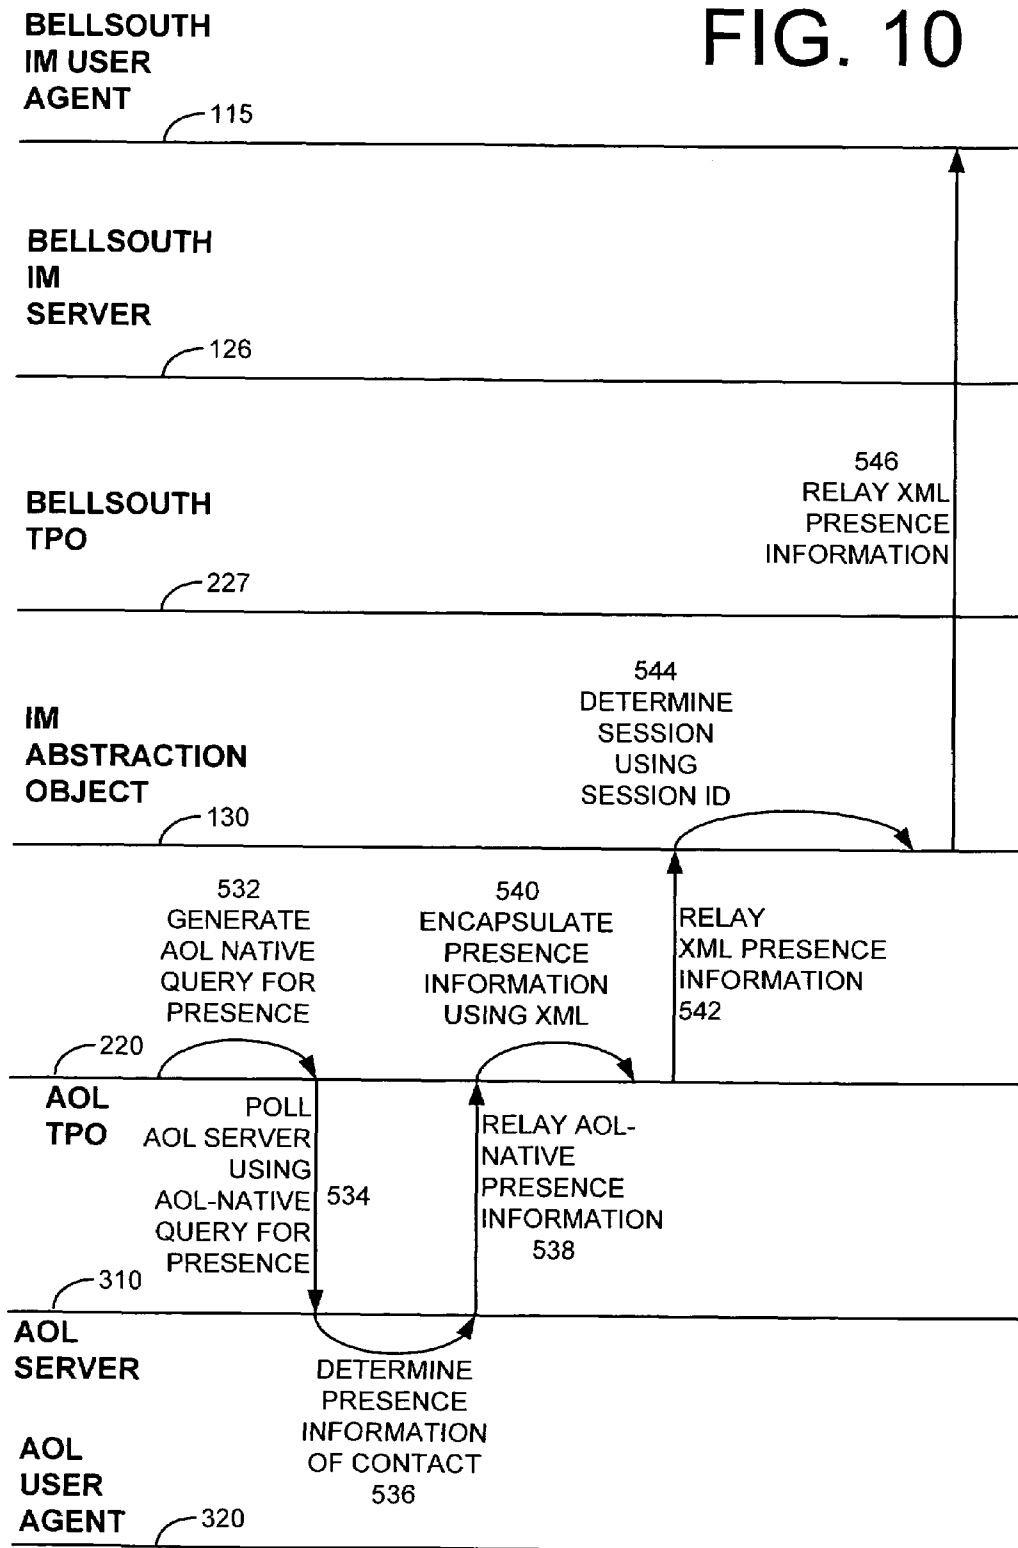 FIG. 10
BELLSOUTH
IM USER
AGENT
115
BELLSOUTH
IM
SERVER
126
BELLSOUTH
TPO
227
546
RELAY XML
PRESENCE
INFORMATION
IM
ABSTRACTION
OBJECT
130
544
DETERMINE
SESSION
USING
SESSION ID
532
GENERATE
AOL NATIVE
QUERY FOR
PRESENCE
540
ENCAPSULATE
PRESENCE
INFORMATION
USING XML
RELAY
XML PRESENCE
INFORMATION
542
220
AOL
TPO
POLL
AOL SERVER
USING
AOL-NATIVE
QUERY FOR
PRESENCE
534
RELAY AOL-
NATIVE
PRESENCE
INFORMATION
538
310
AOL
SERVER
DETERMINE
PRESENCE
INFORMATION
OF CONTACT
536
AOL
USER
AGENT
320